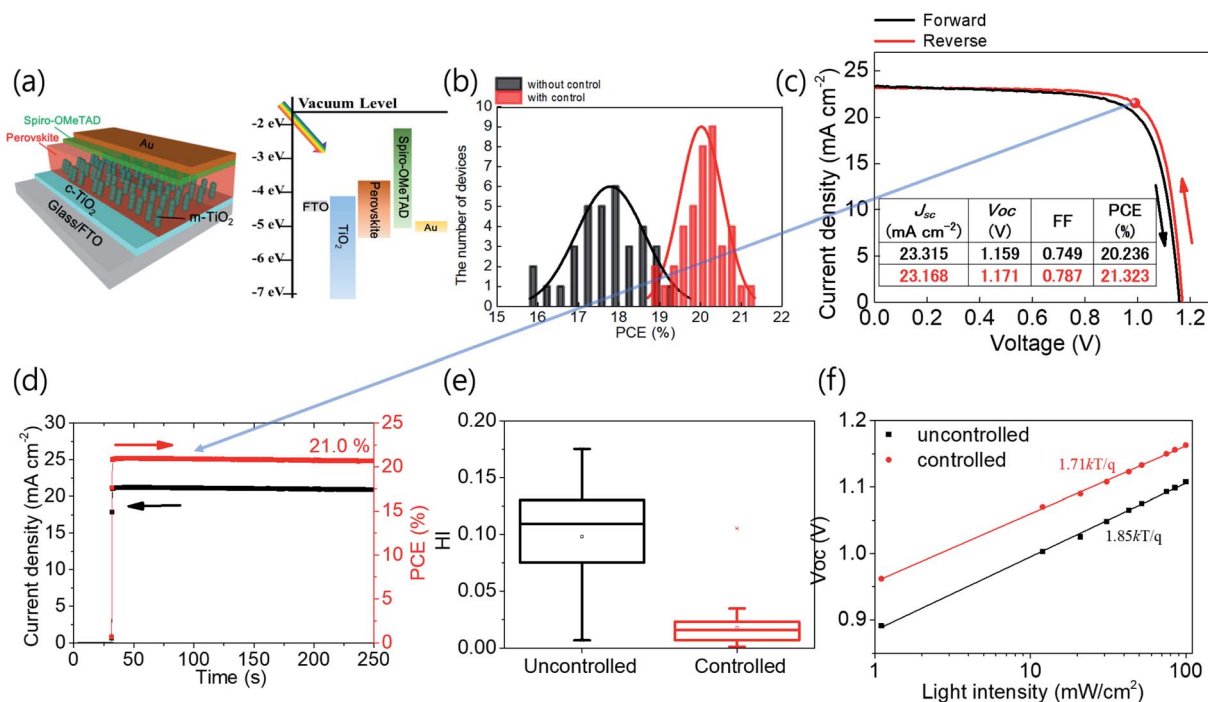 (a)
Spiro-OMeTAD
Perovskite
Au
c-TiO2
m-TiO2
Glass/FTO
Vacuum Level
-2 eV
-3 eV
-4 eV
-5 eV
-6 eV
-7 eV
FTO
TiO2
Perovskite
Spiro-OMeTAD
Au
(b)
without control
with control
The number of devices
10
9
8
7
6
5
4
3
2
1
0
15 16 17 18 19 20 21 22
PCE (%)
Forward
Reverse
(c)
Current density (mA cm-2)
25
20
15
10
5
0
Jsc (mA cm-2) Voc (V) FF PCE (%)
23.315 1.159 0.749 20.236
23.168 1.171 0.787 21.323
0.0 0.2 0.4 0.6 0.8 1.0 1.2
Voltage (V)
(d)
Current density (mA cm-2)
30
25
20
15
10
5
0
21.0 %
25
20
15
10
5
0
PCE (%)
0 50 100 150 200 250
Time (s)
(e)
HI
0.20
0.15
0.10
0.05
0.00
Uncontrolled Controlled
(f)
Voc (V)
1.2
1.1
1.0
0.9
uncontrolled
controlled
1.71kT/q
1.85kT/q
1 10 100
Light intensity (mW/cm2)